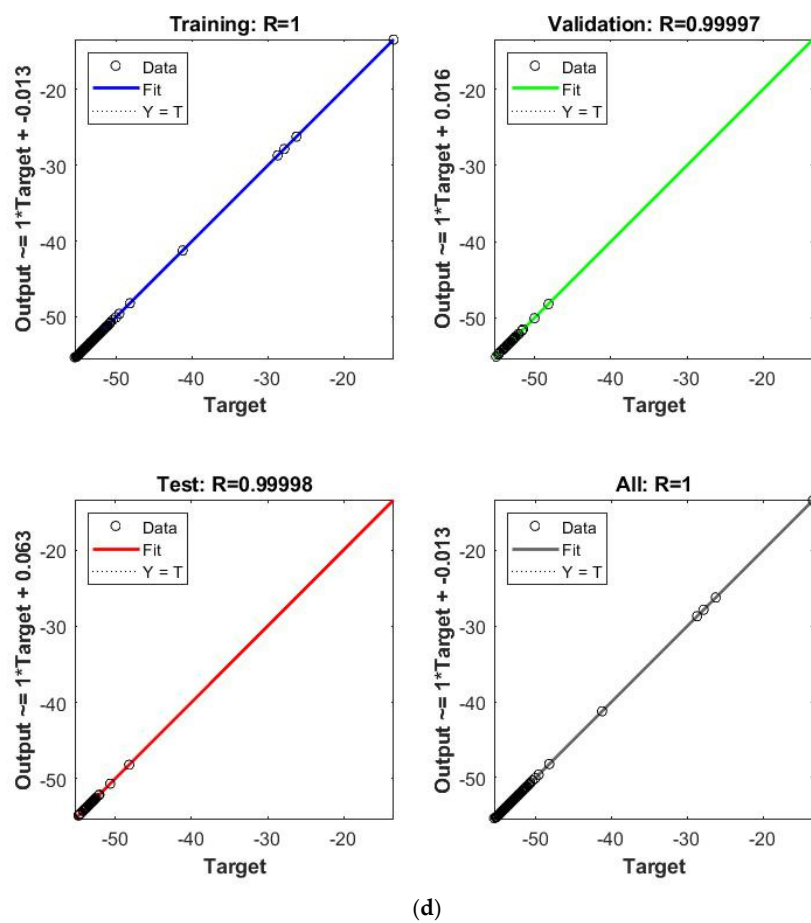 Training: R=1
Output ~= 1*Target + -0.013
Data
Fit
Y = T
-20
-30
-40
-50
-50 -40 -30 -20
Target
Validation: R=0.99997
Output ~= 1*Target + 0.016
Data
Fit
Y = T
-20
-30
-40
-50
-50 -40 -30 -20
Target
Test: R=0.99998
Output ~= 1*Target + 0.063
Data
Fit
Y = T
-20
-30
-40
-50
-50 -40 -30 -20
Target
All: R=1
Output ~= 1*Target + -0.013
Data
Fit
Y = T
-20
-30
-40
-50
-50 -40 -30 -20
Target
(d)